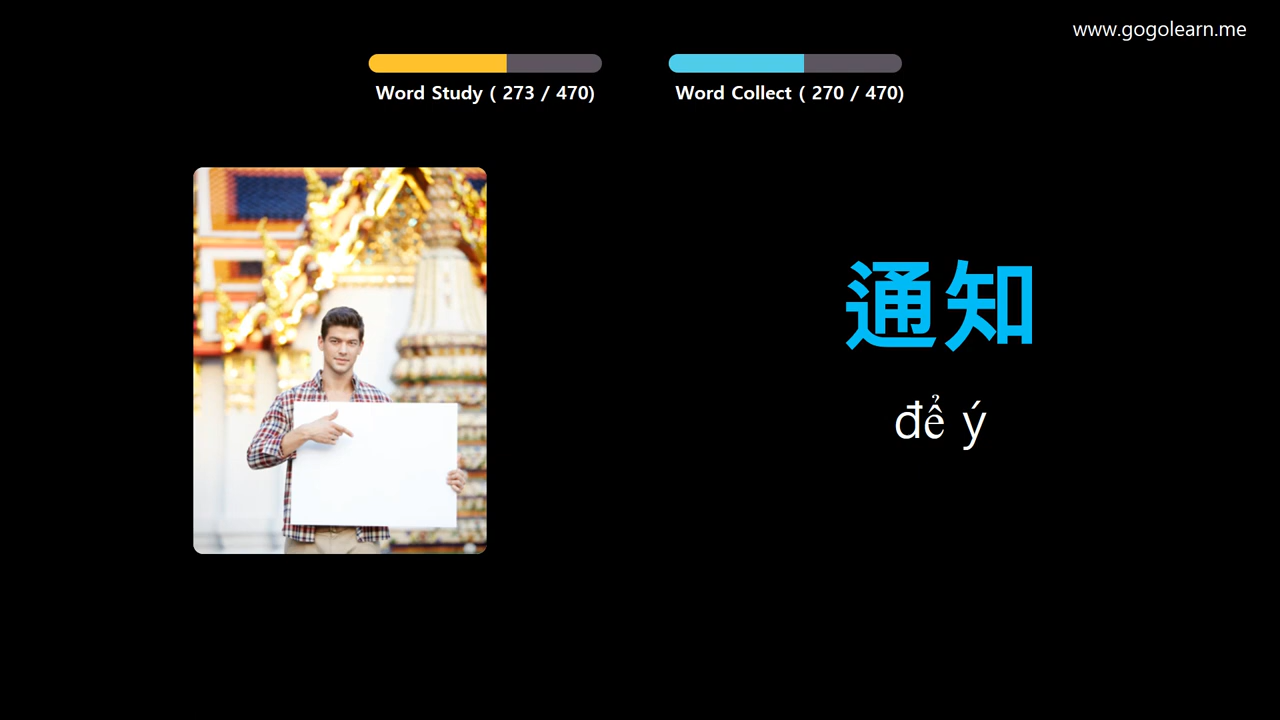 www.gogolearn.me
Word Study ( 273 / 470)
Word Collect ( 270 / 470)
通知
để ý